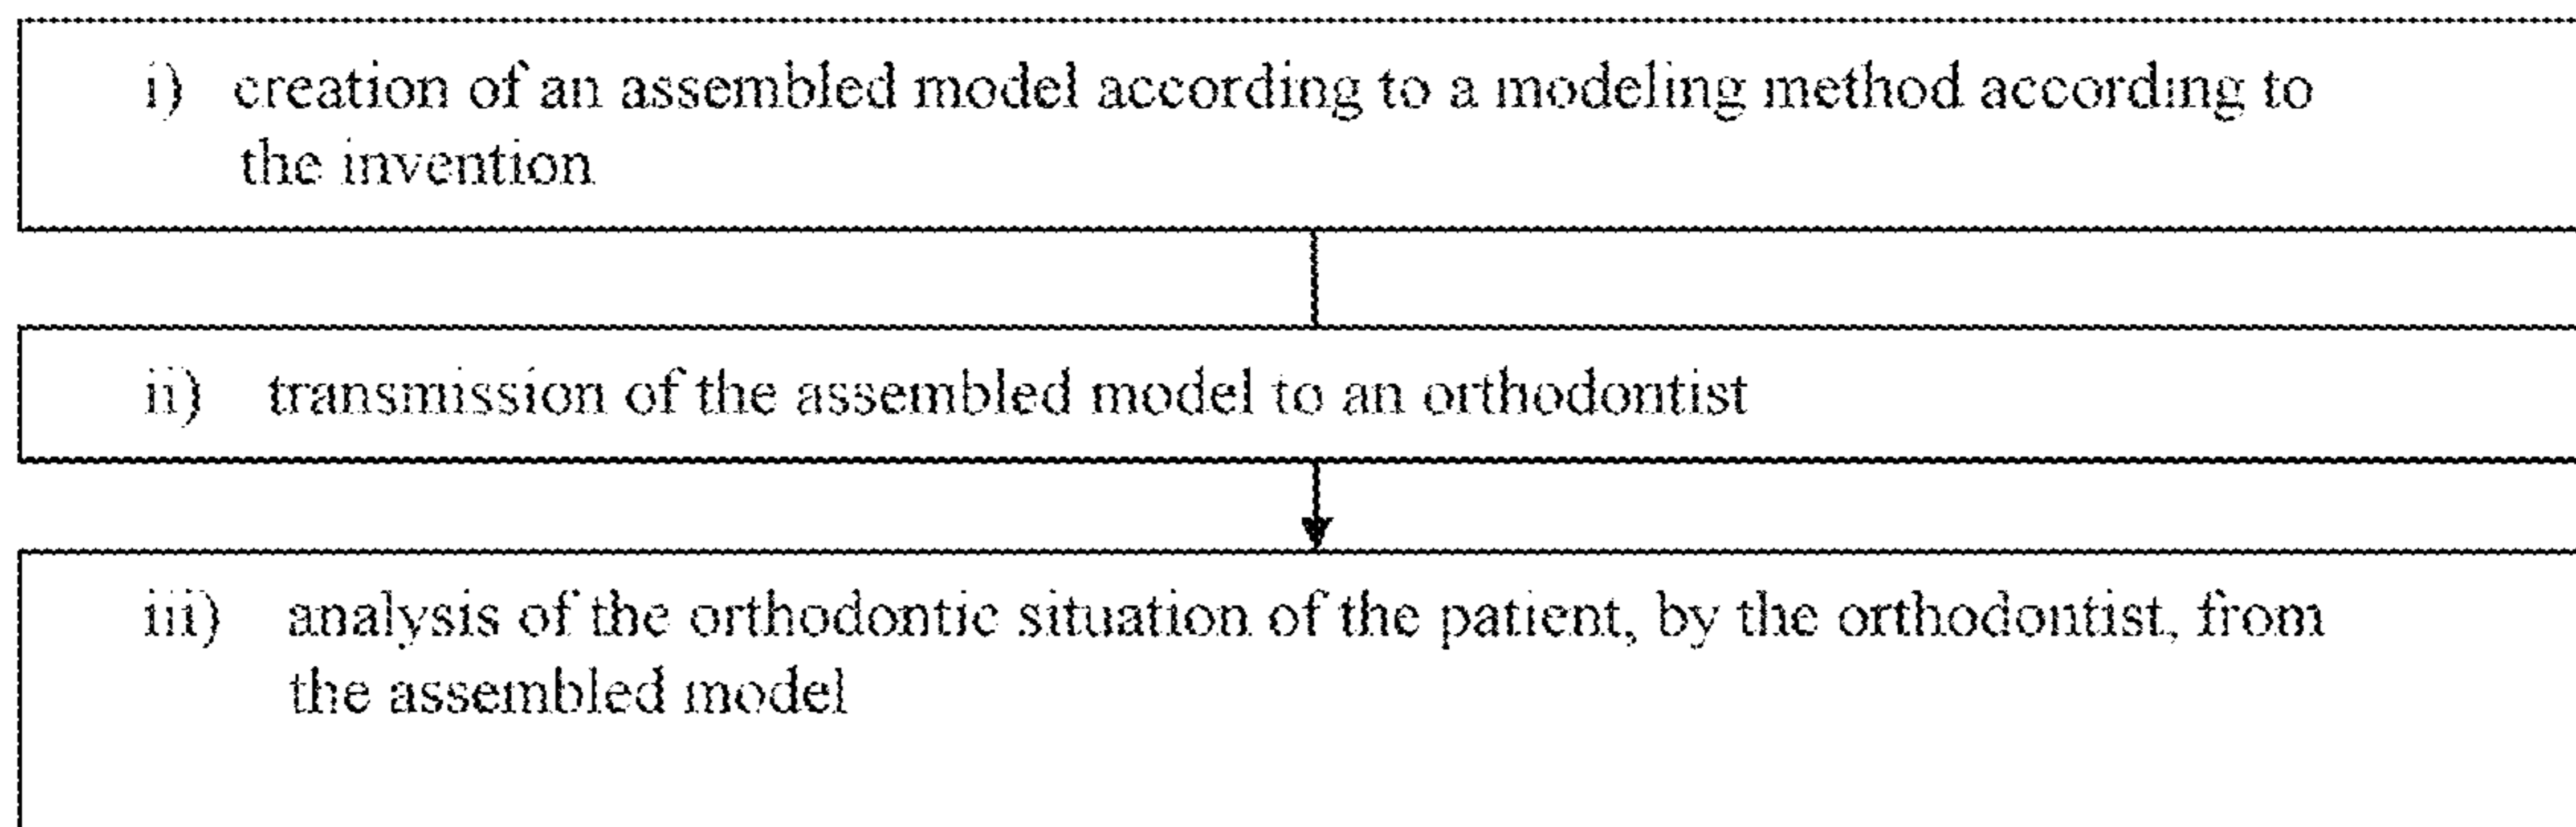 i) creation of an assembled model according to a modeling method according to
the invention
ii) transmission of the assembled model to an orthodontist
iii) analysis of the orthodontic situation of the patient, by the orthodontist, from
the assembled model